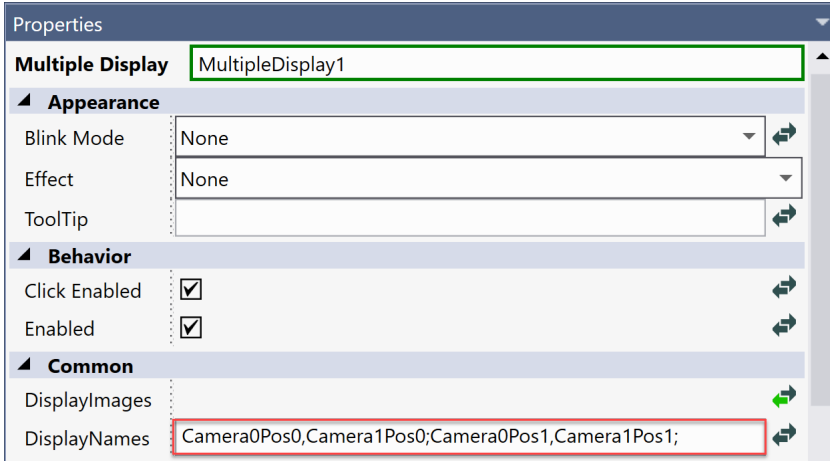 Properties
Multiple Display MultipleDisplay1
Appearance
Blink Mode None
Effect None
ToolTip
Behavior
Click Enabled
Enabled
Common
DisplayImages
DisplayNames Camera0Pos0,Camera1Pos0;Camera0Pos1,Camera1Pos1;